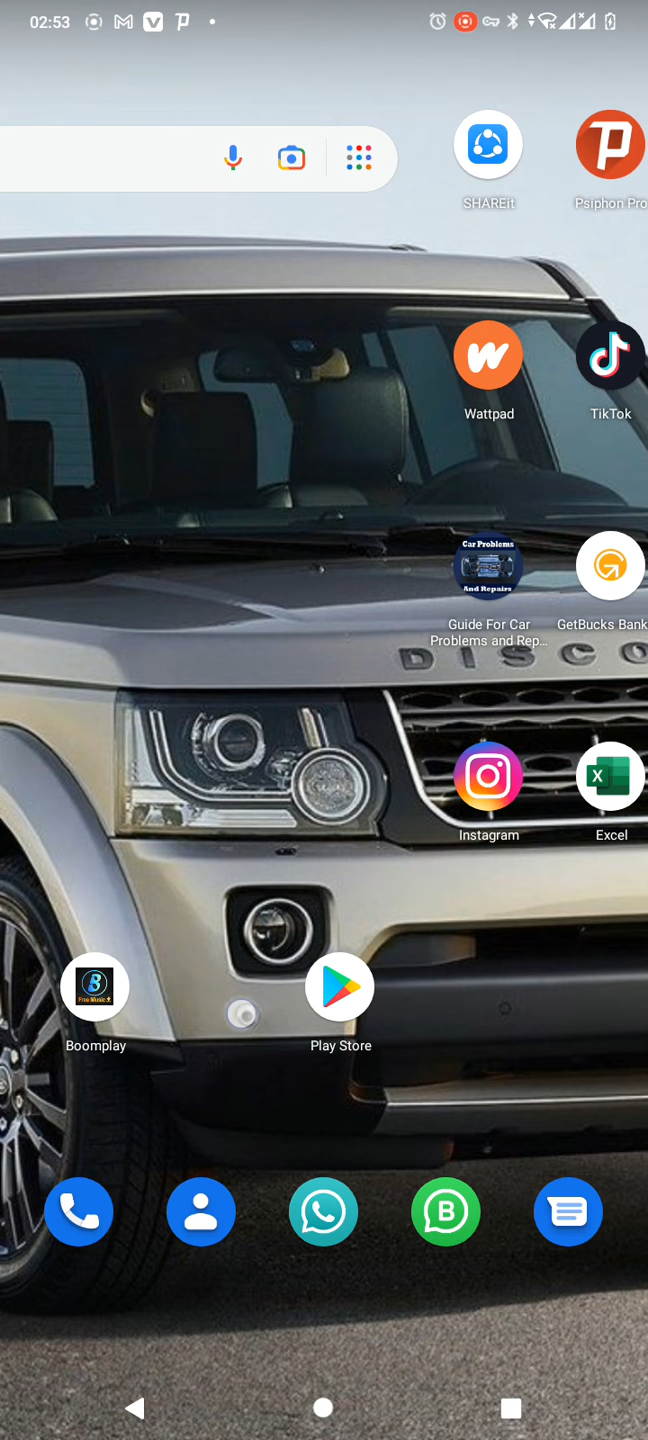 02:53
SHAREit
Psiphon Pro
Wattpad
TikTok
Car Problems
And Repairs
Guide For Car
Problems and Rep...
GetBucks Bank
DISCO
Instagram
Excel
Free Music
Boomplay
Play Store